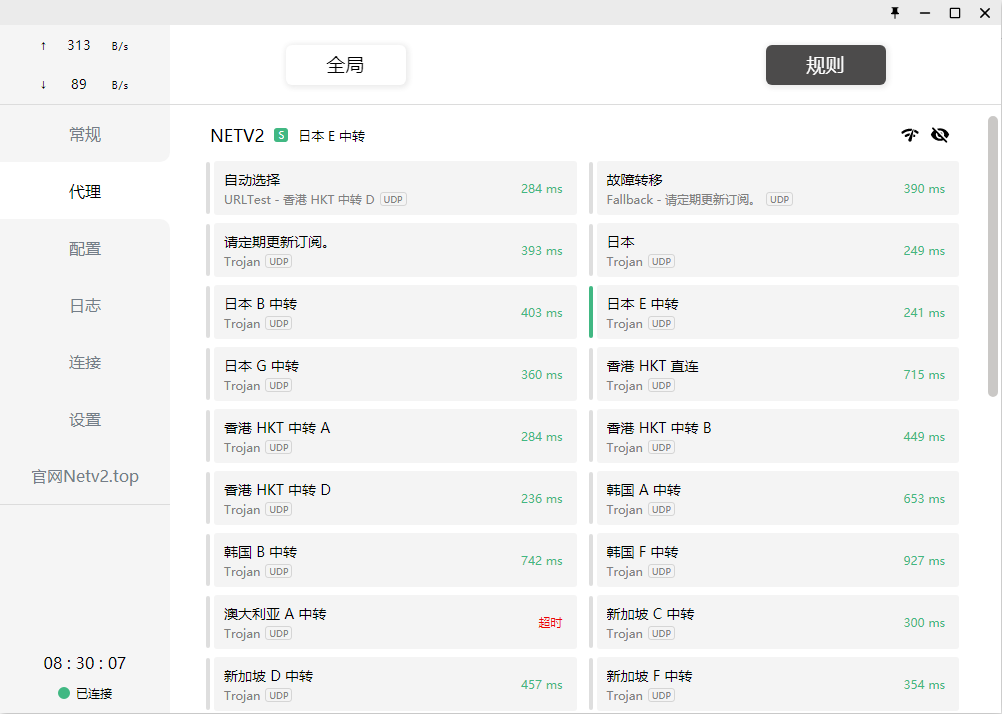 ↑ 313 B/s
↓ 89 B/s
常规
代理
配置
日志
连接
设置
官网Netv2.top
08 : 30 : 07
已连接
全局
规则
NETV2 S 日本 E 中转
自动选择
URLTest - 香港 HKT 中转 D UDP
284 ms
故障转移
Fallback - 请定期更新订阅。 UDP
390 ms
请定期更新订阅。
Trojan UDP
393 ms
日本
Trojan UDP
249 ms
日本 B 中转
Trojan UDP
403 ms
日本 E 中转
Trojan UDP
241 ms
日本 G 中转
Trojan UDP
360 ms
香港 HKT 直连
Trojan UDP
715 ms
香港 HKT 中转 A
Trojan UDP
284 ms
香港 HKT 中转 B
Trojan UDP
449 ms
香港 HKT 中转 D
Trojan UDP
236 ms
韩国 A 中转
Trojan UDP
653 ms
韩国 B 中转
Trojan UDP
742 ms
韩国 F 中转
Trojan UDP
927 ms
澳大利亚 A 中转
Trojan UDP
超时
新加坡 C 中转
Trojan UDP
300 ms
新加坡 D 中转
Trojan UDP
457 ms
新加坡 F 中转
Trojan UDP
354 ms